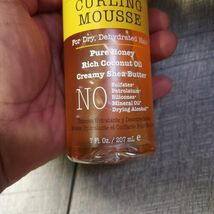 CURLING
MOUSSE
For Dry, Dehydrated Hair
Pure Honey
Rich Coconut Oil
Creamy Shea Butter
NO
Sulfates
Petrolatum
Silicones
Mineral Oil
Drying Alcohol
7 Fl. Oz. / 207 mL e